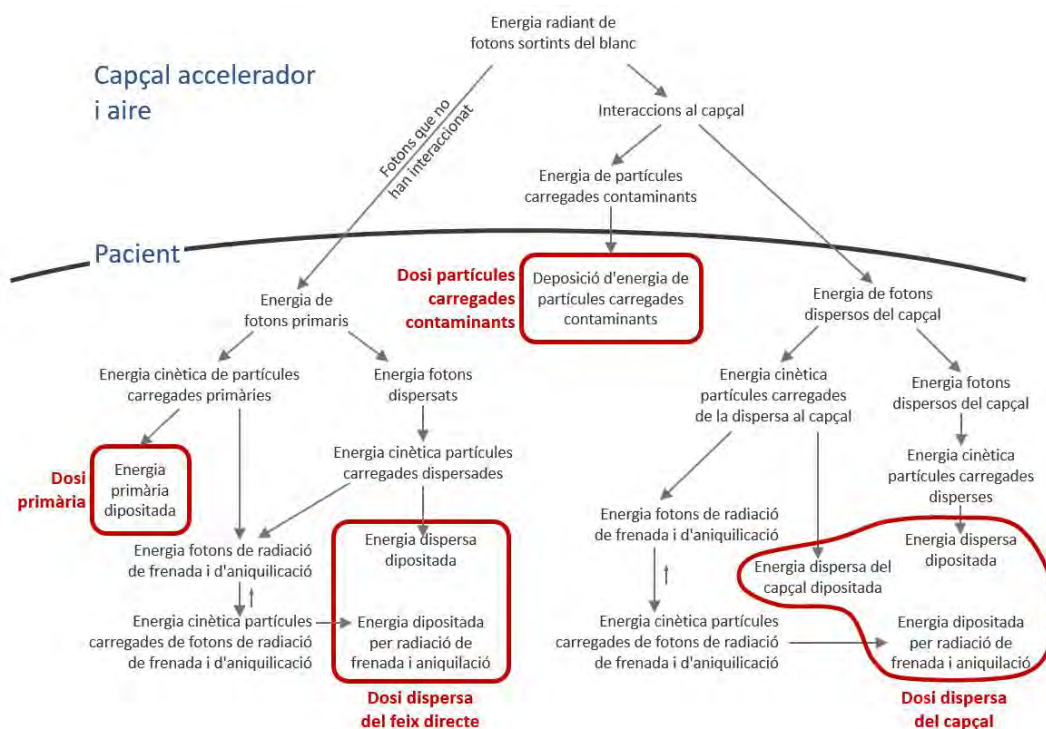 Energia radiant de
fotons sortints del blanc
Capçal accelerador
i aire
Interaccions al capçal
Fotons que no
han interaccionat
Energia de partícules
carregades contaminants
Pacient
Dosi partícules
carregades
contaminants
Deposició d'energia de
partícules carregades
contaminants
Energia de
fotons primaris
Energia de fotons
dispersos del capçal
Energia cinètica de partícules
carregades primàries
Energia fotons
dispersats
Energia cinètica
partícules carregades
de la dispersa al capçal
Energia fotons
dispersos del capçal
Dosi
primària
Energia
primària
dipositada
Energia cinètica partícules
carregades dispersades
Energia cinètica
partícules carregades
disperses
Energia fotons de radiació
de frenada i d'aniquilicació
Energia dispersa
dipositada
Energia fotons de radiació
de frenada i d'aniquilicació
Energia dispersa del
capçal dipositada
Energia dispersa
dipositada
Energia cinètica partícules
carregades de fotons de radiació
de frenada i d'aniquilicació
Energia dipositada
per radiació de
frenada i aniquilació
Energia cinètica partícules
carregades de fotons de radiació
de frenada i d'aniquilicació
Energia dipositada
per radiació de
frenada i aniquilació
Dosi dispersa
del feix directe
Dosi dispersa
del capçal